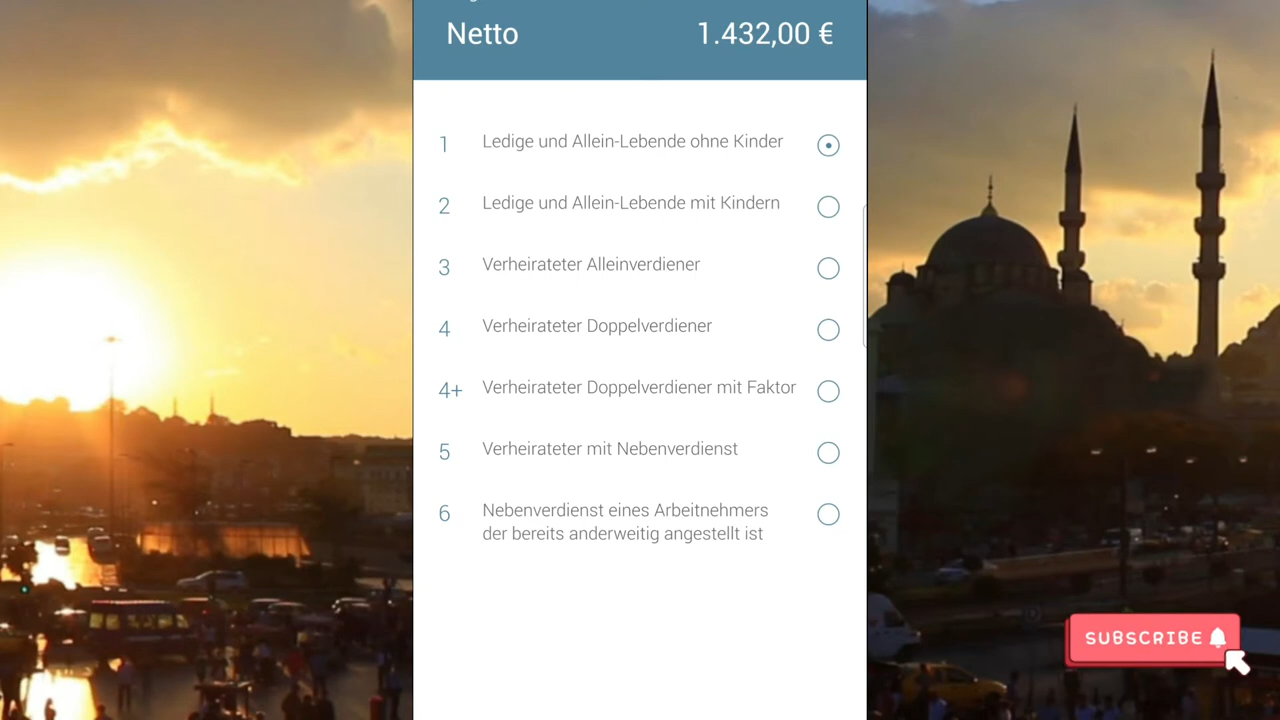 Netto 1.432,00 €
1 Ledige und Allein-Lebende ohne Kinder
2 Ledige und Allein-Lebende mit Kindern
3 Verheirateter Alleinverdiener
4 Verheirateter Doppelverdiener
4+ Verheirateter Doppelverdiener mit Faktor
5 Verheirateter mit Nebenverdienst
6 Nebenverdienst eines Arbeitnehmers
der bereits anderweitig angestellt ist
SUBSCRIBE